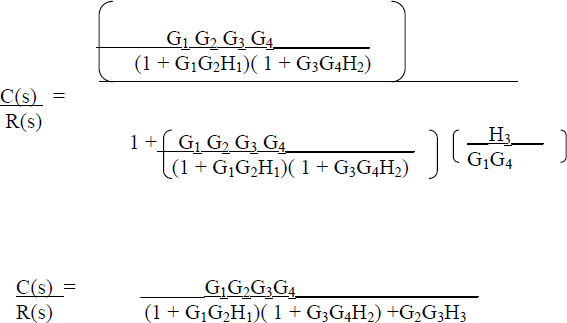 G₁ G₂ G₃ G₄
(1 + G₁G₂H₁)( 1 + G₃G₄H₂)
C(s) =
R(s)
1 + G₁ G₂ G₃ G₄ H₃
(1 + G₁G₂H₁)( 1 + G₃G₄H₂) G₁G₄
C(s) = G₁G₂G₃G₄
R(s) (1 + G₁G₂H₁)( 1 + G₃G₄H₂) +G₂G₃H₃